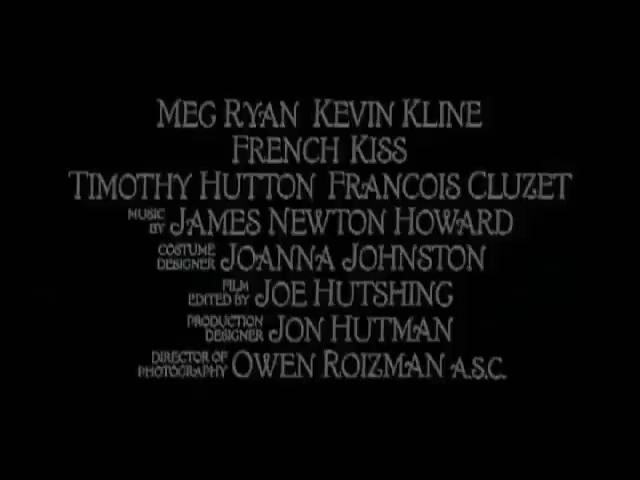 MEG RYAN KEVIN KLINE
FRENCH KISS
TIMOTHY HUTTON FRANCOIS CLUZET
MUSIC BY JAMES NEWTON HOWARD
COSTUME DESIGNER JOANNA JOHNSTON
FILM EDITED BY JOE HUTSHING
PRODUCTION DESIGNER JON HUTMAN
DIRECTOR OF PHOTOGRAPHY OWEN ROIZMAN A.S.C.